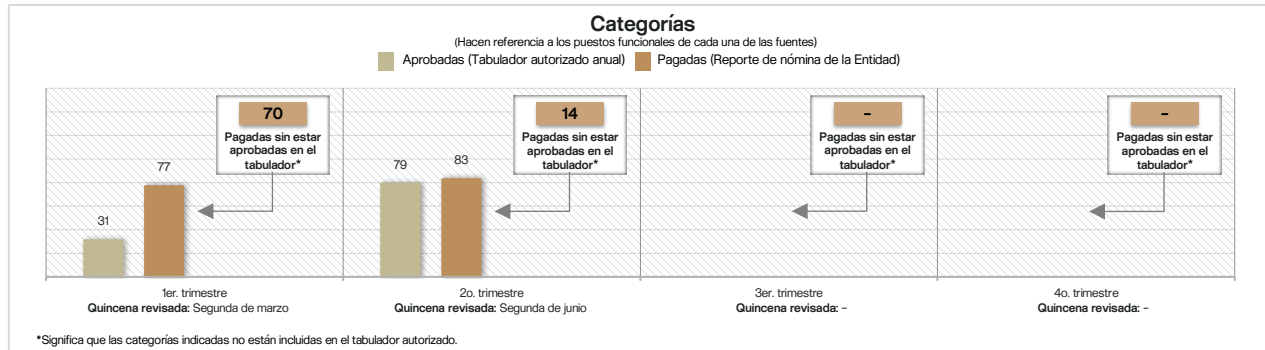 Categorías
(Hacen referencia a los puestos funcionales de cada una de las fuentes)
Aprobadas (Tabulador autorizado anual) Pagadas (Reporte de nómina de la Entidad)
70
Pagadas sin estar
aprobadas en el
tabulador*
31
77
14
Pagadas sin estar
aprobadas en el
tabulador*
79
83
-
Pagadas sin estar
aprobadas en el
tabulador*
-
Pagadas sin estar
aprobadas en el
tabulador*
1er. trimestre
Quincena revisada: Segunda de marzo
2o. trimestre
Quincena revisada: Segunda de junio
3er. trimestre
Quincena revisada: -
4o. trimestre
Quincena revisada: -
*Significa que las categorías indicadas no están incluidas en el tabulador autorizado.